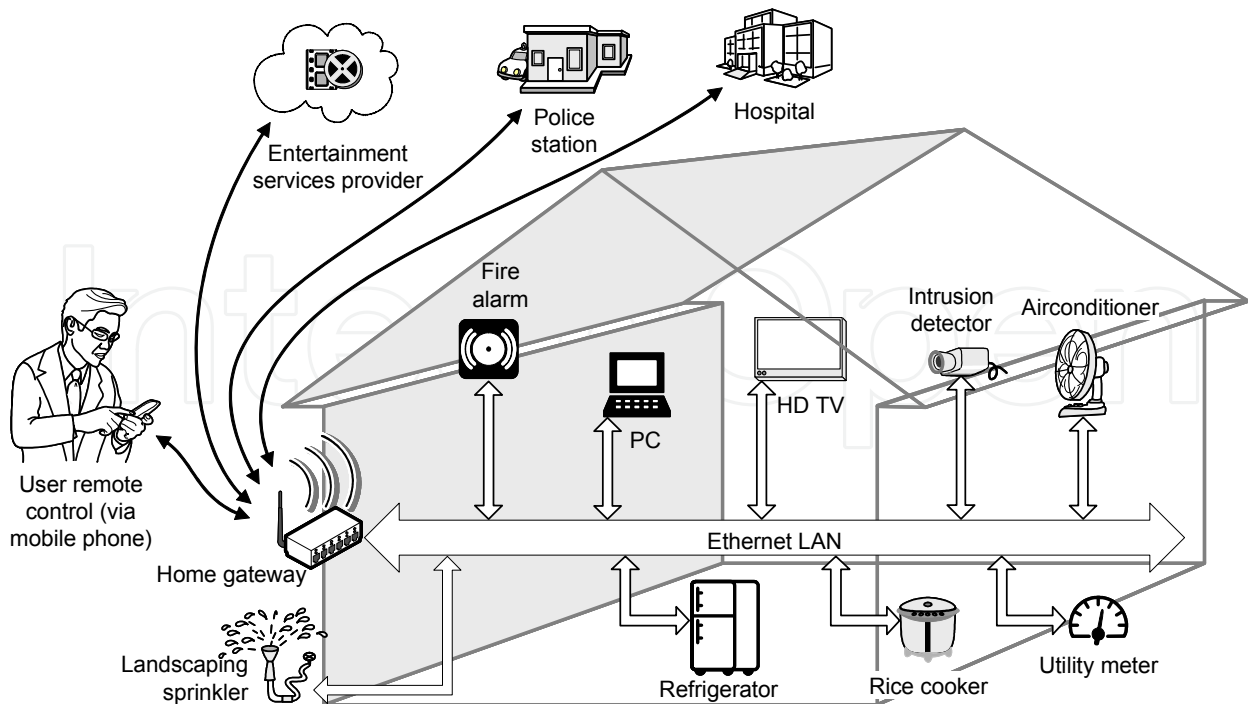 Entertainment
services provider
Police
station
Hospital
Fire
alarm
PC
HD TV
Intrusion
detector
Airconditioner
User remote
control (via
mobile phone)
Home gateway
Ethernet LAN
Landscaping
sprinkler
Refrigerator
Rice cooker
Utility meter